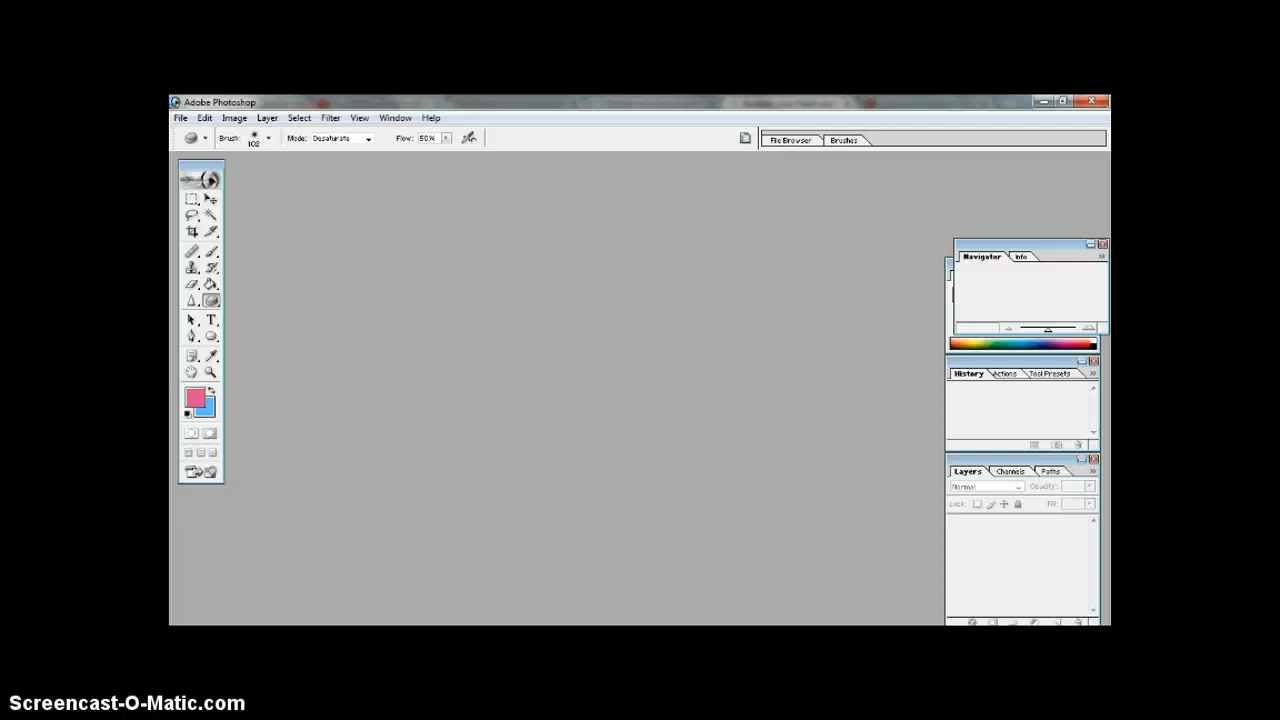 Adobe Photoshop
File Edit Image Layer Select Filter View Window Help
Brush: 102 Mode: Desaturate Flow: 50% File Browser Brushes
Navigator Info
History Actions Tool Presets
Layers Channels Paths
Normal Opacity:
Lock: Fill:
Screencast-O-Matic.com